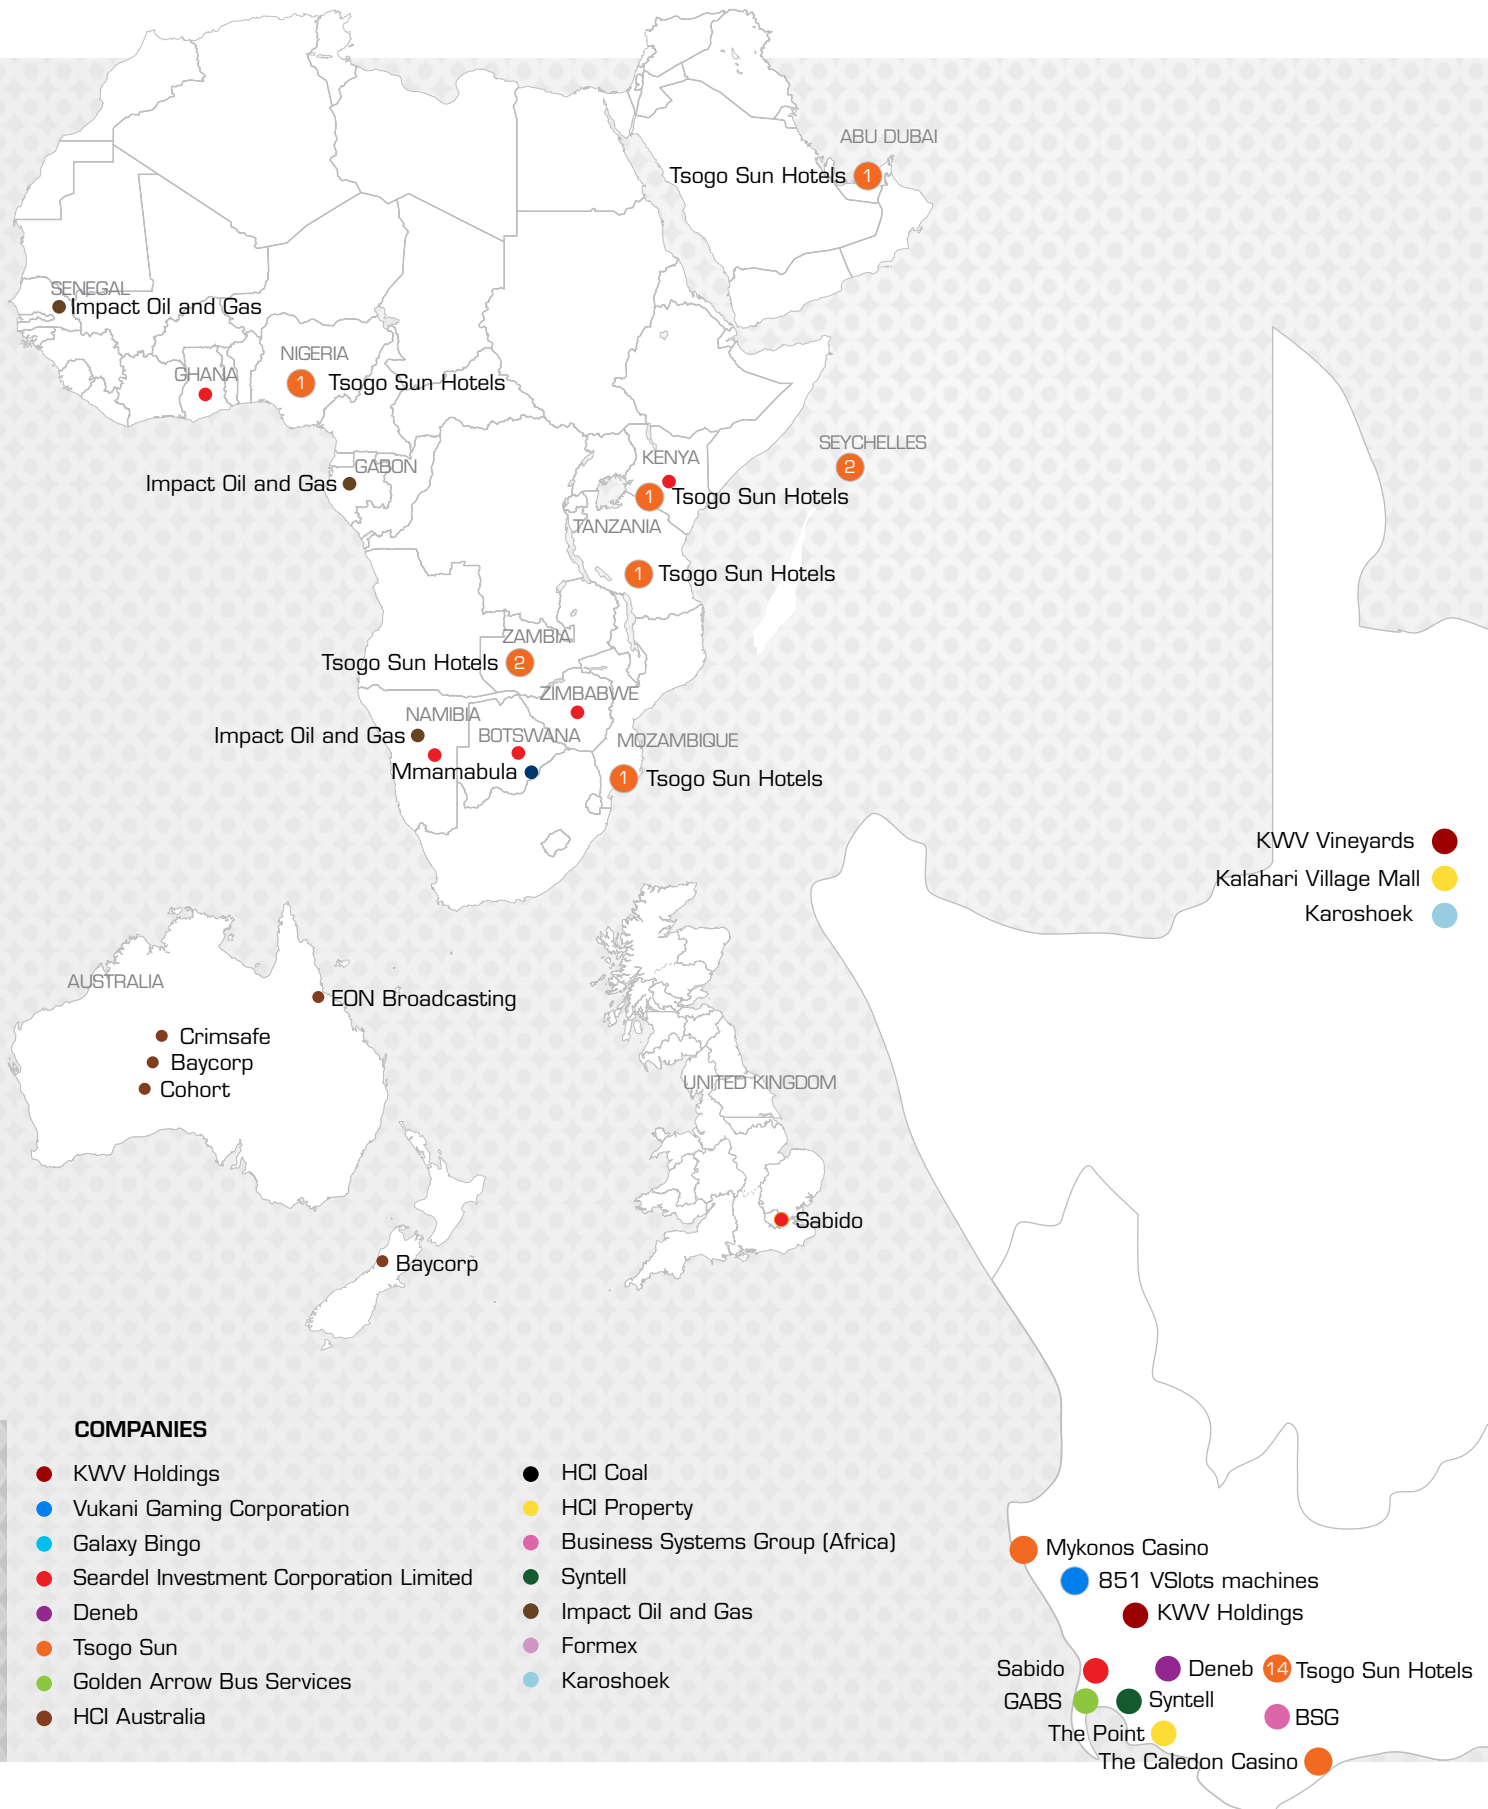 ABU DUBAI
Tsogo Sun Hotels 1
SENEGAL
Impact Oil and Gas
NIGERIA
GHANA
1 Tsogo Sun Hotels
SEYCHELLES
2
KENYA
GABON
Impact Oil and Gas
1 Tsogo Sun Hotels
TANZANIA
1 Tsogo Sun Hotels
ZAMBIA
Tsogo Sun Hotels 2
ZIMBABWE
NAMIBIA
Impact Oil and Gas
BOTSWANA
MOZAMBIQUE
Mmamabula
1 Tsogo Sun Hotels
KWV Vineyards
Kalahari Village Mall
Karoshoek
AUSTRALIA
EON Broadcasting
Crimsafe
Baycorp
Cohort
UNITED KINGDOM
Sabido
Baycorp
COMPANIES
KWV Holdings
Vukani Gaming Corporation
Galaxy Bingo
Seardel Investment Corporation Limited
Deneb
Tsogo Sun
Golden Arrow Bus Services
HCI Australia
HCI Coal
HCI Property
Business Systems Group (Africa)
Syntell
Impact Oil and Gas
Formex
Karoshoek
Mykonos Casino
851 VSlots machines
KWV Holdings
Sabido
Deneb
14 Tsogo Sun Hotels
GABS
Syntell
BSG
The Point
The Caledon Casino